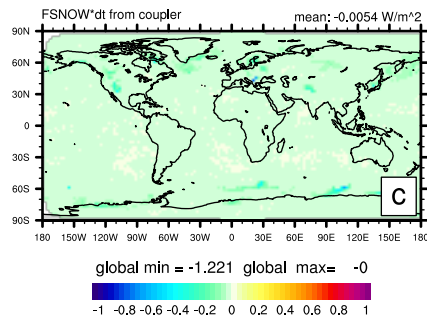 FSNOW*dt from coupler mean: -0.0054 W/m^2
90N
60N
30N
0
30S
60S
90S
C
180 150W 120W 90W 60W 30W 0 30E 60E 90E 120E 150E 180
global min = -1.221 global max= -0
-1 -0.8 -0.6 -0.4 -0.2 0 0.2 0.4 0.6 0.8 1